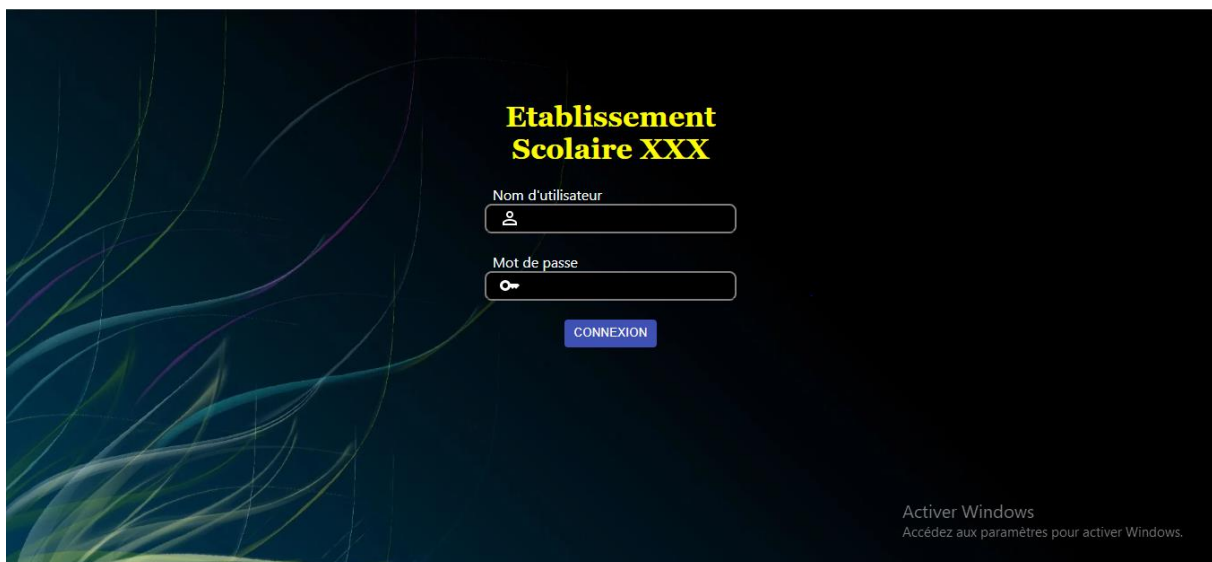 Etablissement
Scolaire XXX
Nom d'utilisateur
Mot de passe
CONNEXION
Activer Windows
Accédez aux paramètres pour activer Windows.